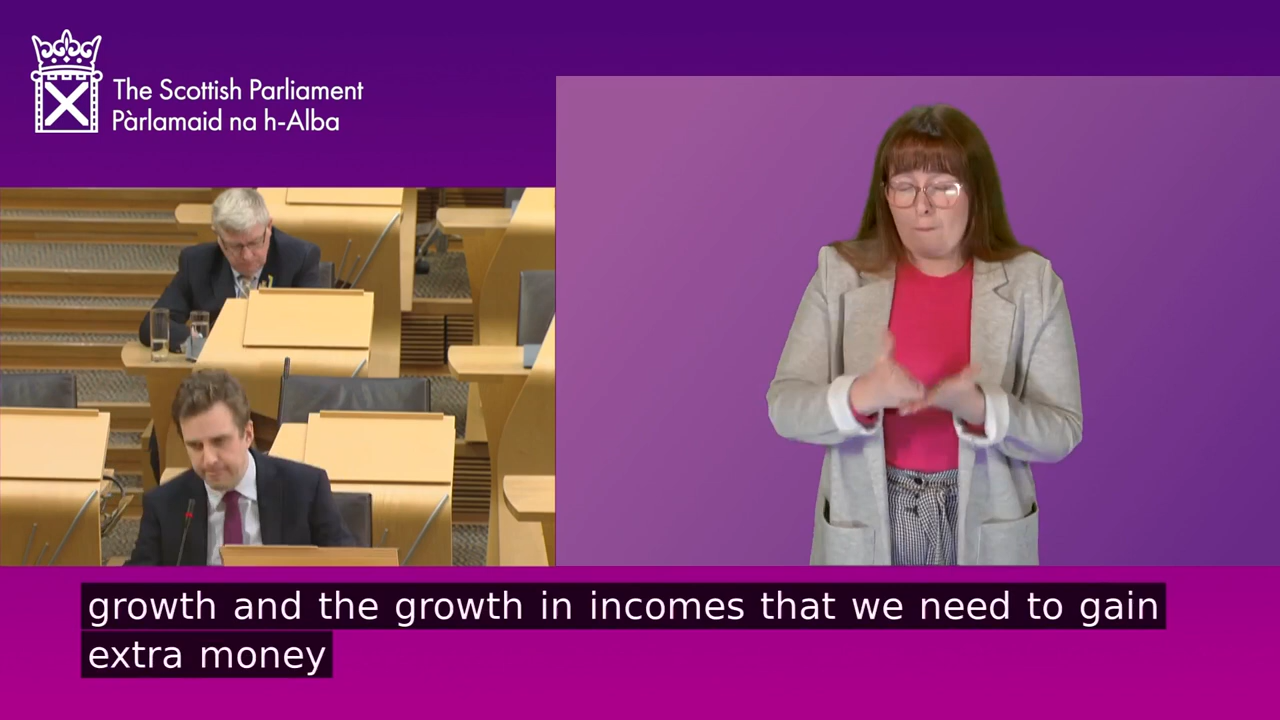 The Scottish Parliament
Pàrlamaid na h-Alba
growth and the growth in incomes that we need to gain
extra money